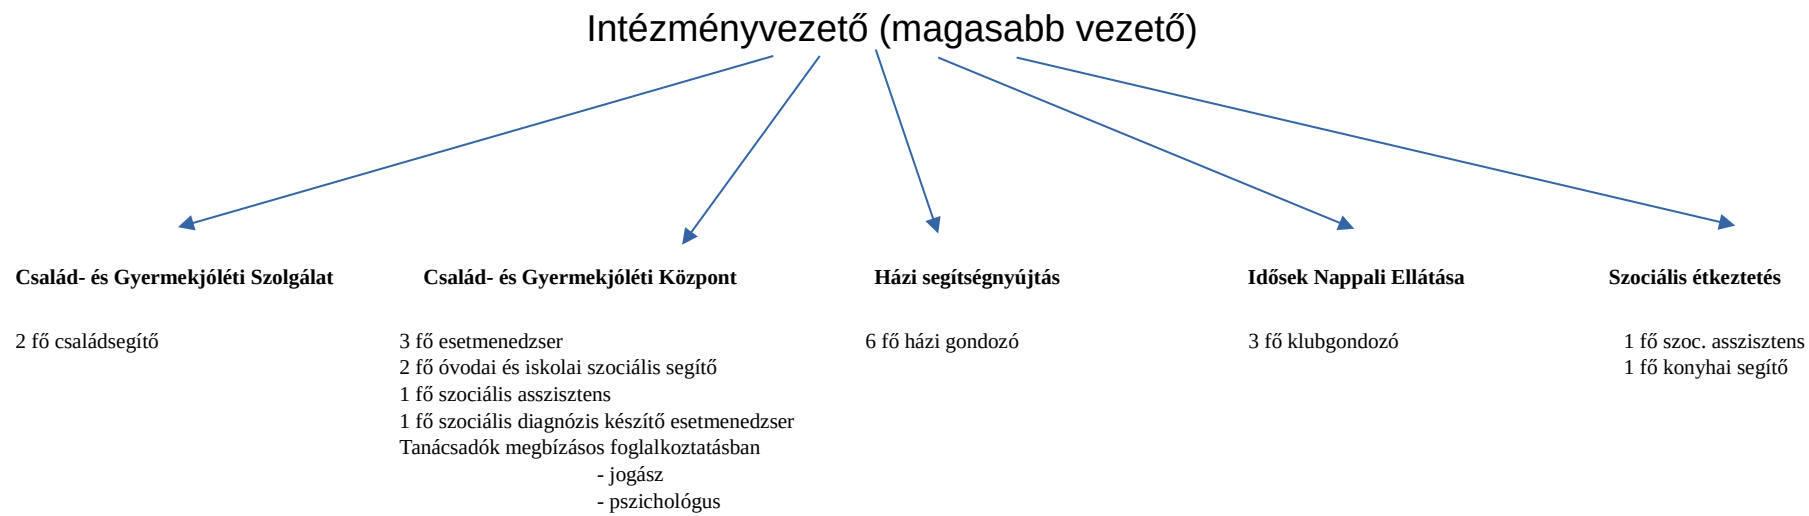 Intézményvezető (magasabb vezető)
Család- és Gyermekjóléti Szolgálat
2 fő családsegítő
Család- és Gyermekjóléti Központ
3 fő esetmenedzser
2 fő óvodai és iskolai szociális segítő
1 fő szociális asszisztens
1 fő szociális diagnózis készítő esetmenedzser
Tanácsadók megbízásos foglalkoztatásban
- jogász
- pszichológus
Házi segítségnyújtás
6 fő házi gondozó
Idősek Nappali Ellátása
3 fő klubgondozó
Szociális étkeztetés
1 fő szoc. asszisztens
1 fő konyhai segítő